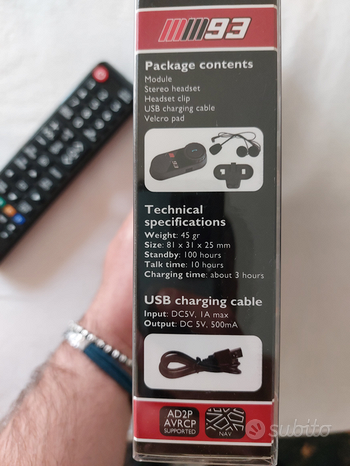 MM93
Package contents
Module
Stereo headset
Headset clip
USB charging cable
Velcro pad
Technical
specifications
Weight: 45 gr
Size: 81 x 31 x 25 mm
Standby: 100 hours
Talk time: 10 hours
Charging time: about 3 hours
USB charging cable
Input: DC5V, 1A max
Output: DC 5V, 500mA
AD2P
AVRCP
SUPPORTED
NAV
subito